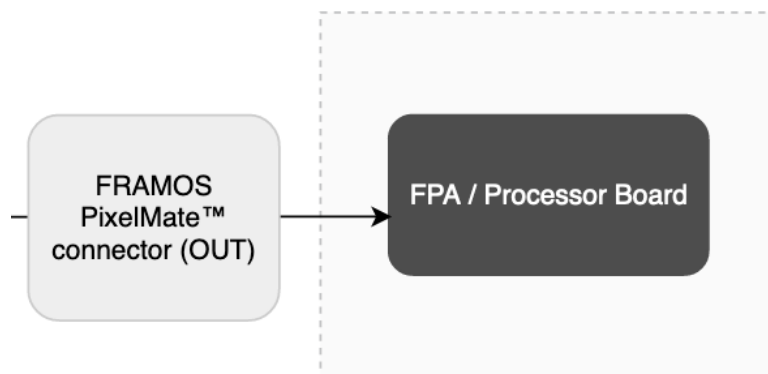 FRAMOS
PixelMate™
connector (OUT)
FPA / Processor Board